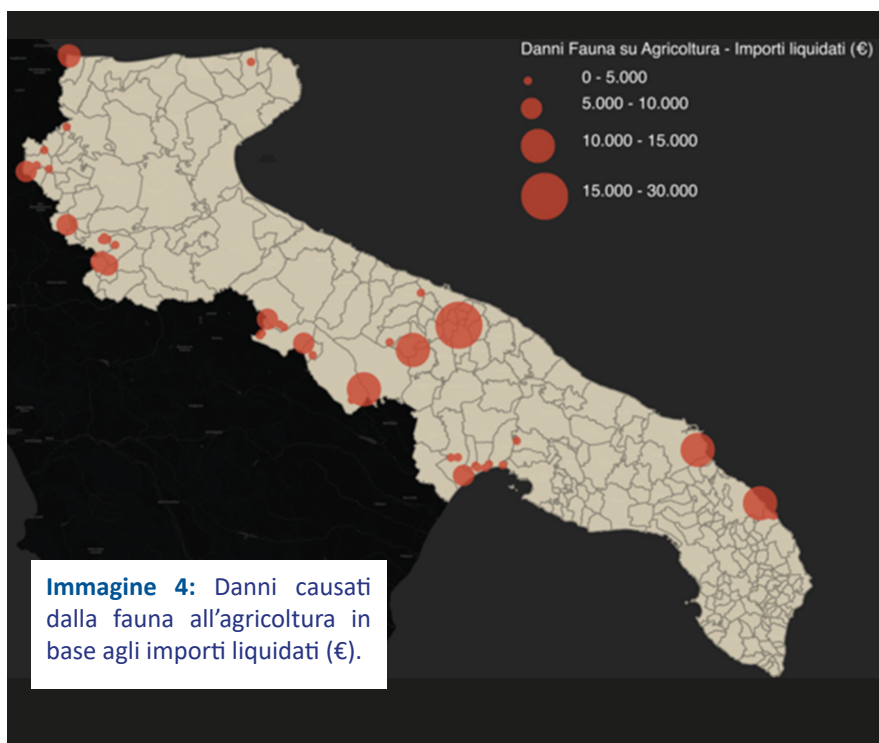 Danni Fauna su Agricoltura - Importi liquidati (€)
0 - 5.000
5.000 - 10.000
10.000 - 15.000
15.000 - 30.000
Immagine 4: Danni causati
dalla fauna all'agricoltura in
base agli importi liquidati (€).